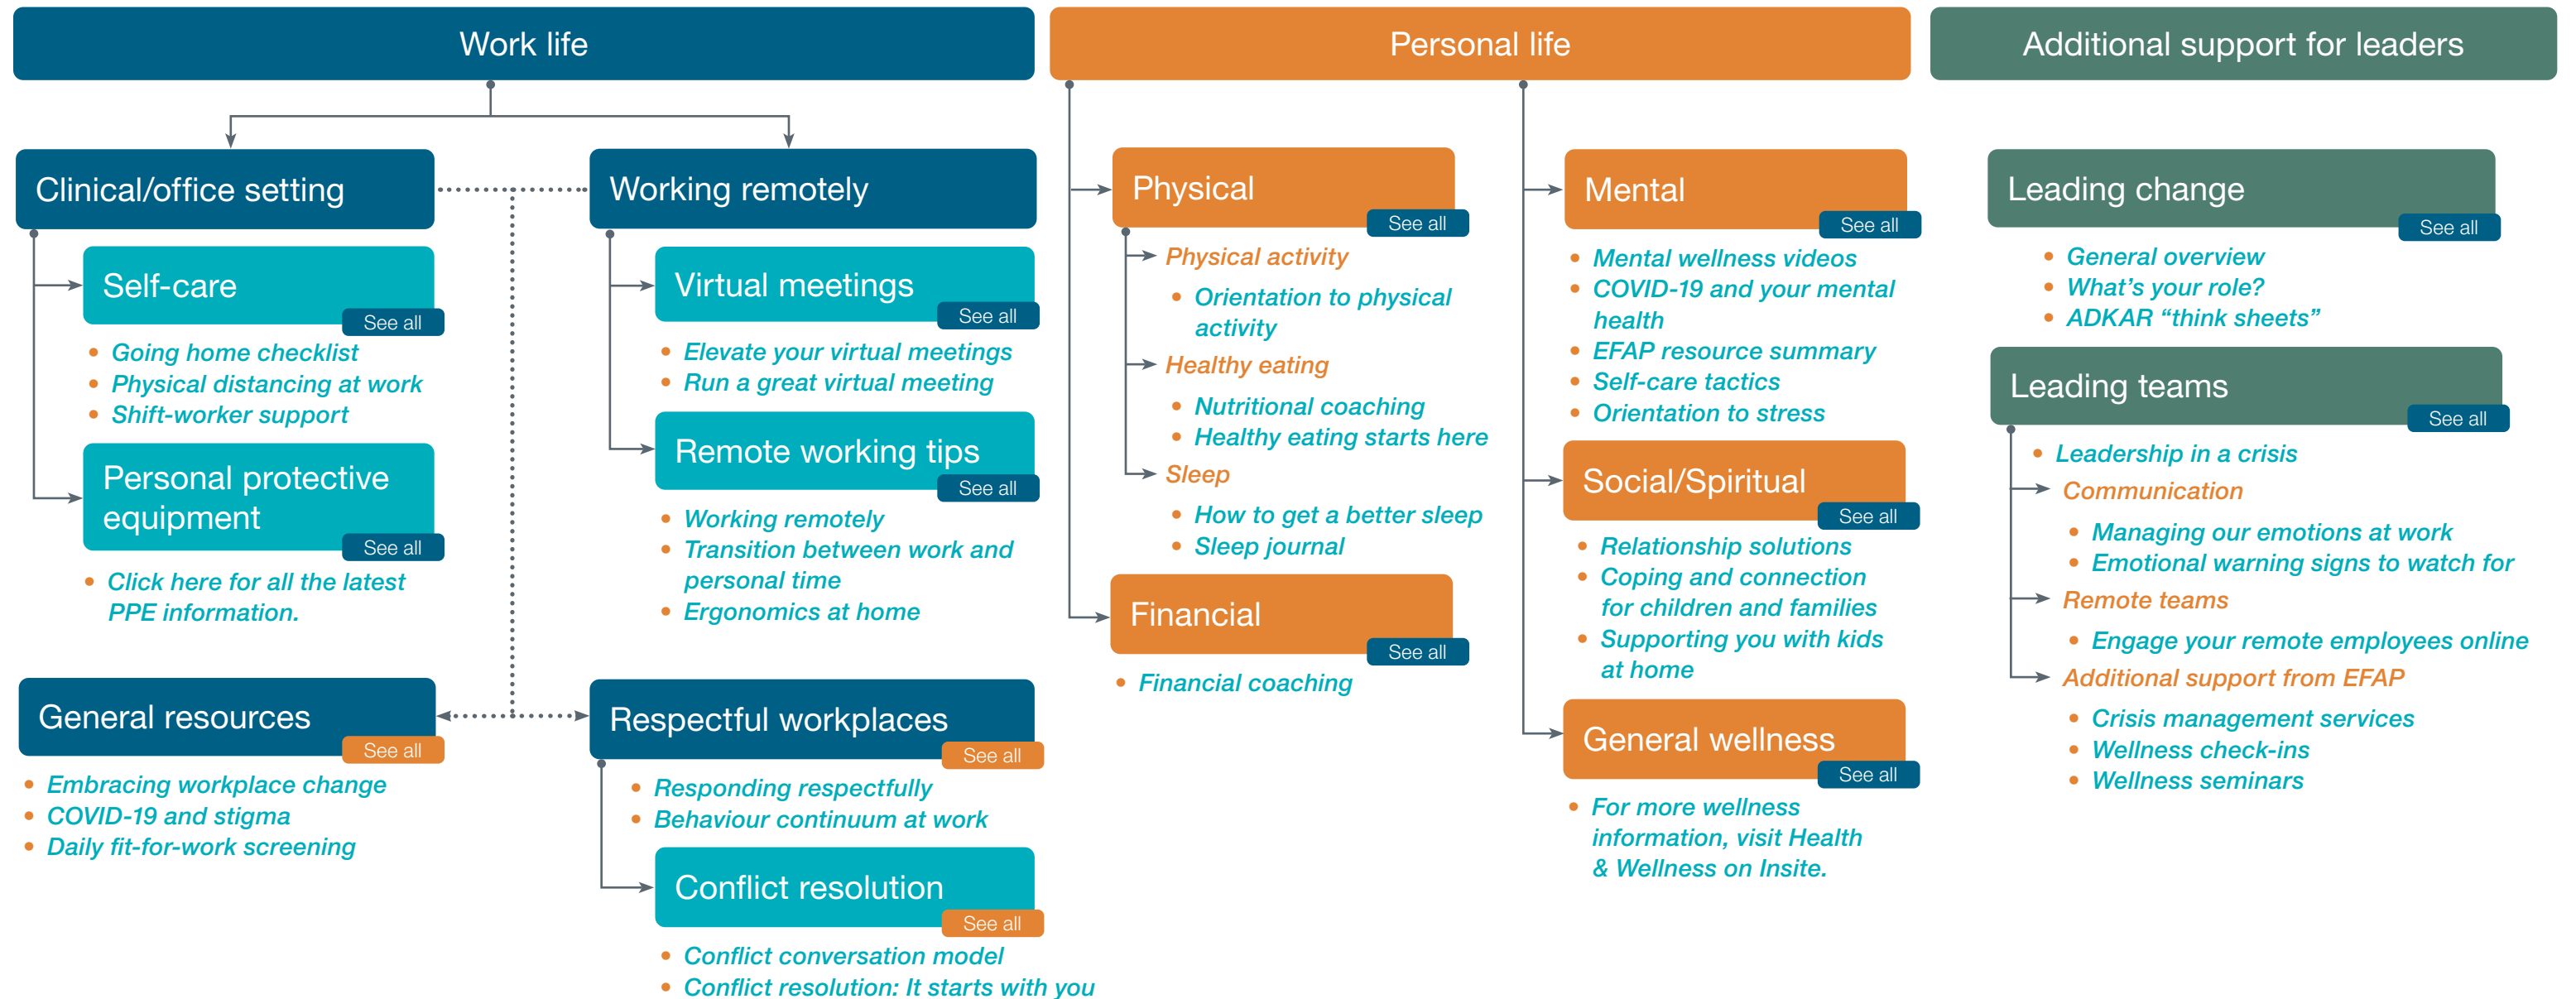 Work life
Clinical/office setting
Self-care
See all
Going home checklist
Physical distancing at work
Shift-worker support
Personal protective
equipment
See all
Click here for all the latest
PPE information.
Working remotely
Virtual meetings
See all
Elevate your virtual meetings
Run a great virtual meeting
Remote working tips
See all
Working remotely
Transition between work and
personal time
Ergonomics at home
General resources
See all
Embracing workplace change
COVID-19 and stigma
Daily fit-for-work screening
Respectful workplaces
See all
Responding respectfully
Behaviour continuum at work
Conflict resolution
See all
Conflict conversation model
Conflict resolution: It starts with you
Personal life
Physical
See all
Physical activity
Orientation to physical
activity
Healthy eating
Nutritional coaching
Healthy eating starts here
Sleep
How to get a better sleep
Sleep journal
Financial
See all
Financial coaching
Mental
See all
Mental wellness videos
COVID-19 and your mental
health
EFAP resource summary
Self-care tactics
Orientation to stress
Social/Spiritual
See all
Relationship solutions
Coping and connection
for children and families
Supporting you with kids
at home
General wellness
See all
For more wellness
information, visit Health
& Wellness on Insite.
Additional support for leaders
Leading change
See all
General overview
What's your role?
ADKAR “think sheets”
Leading teams
See all
Leadership in a crisis
Communication
Managing our emotions at work
Emotional warning signs to watch for
Remote teams
Engage your remote employees online
Additional support from EFAP
Crisis management services
Wellness check-ins
Wellness seminars